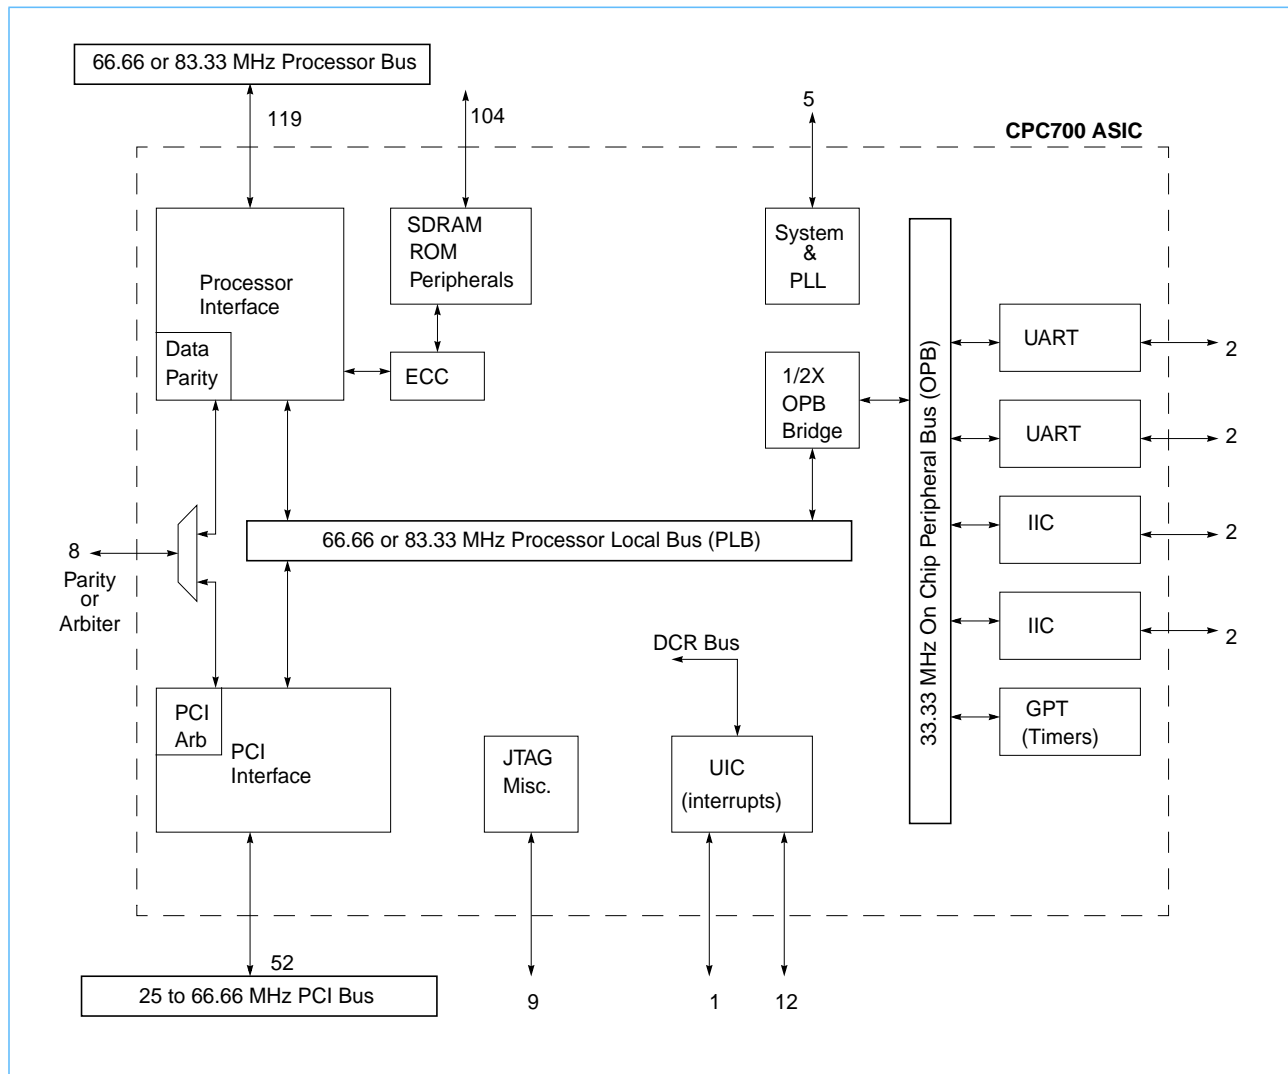 66.66 or 83.33 MHz Processor Bus
119
104
5
CPC700 ASIC
Processor
Interface
Data
Parity
SDRAM
ROM
Peripherals
ECC
System
&
PLL
1/2X
OPB
Bridge
33.33 MHz On Chip Peripheral Bus (OPB)
UART
2
UART
2
IIC
2
IIC
2
GPT
(Timers)
66.66 or 83.33 MHz Processor Local Bus (PLB)
8
Parity
or
Arbiter
DCR Bus
PCI
Arb
PCI
Interface
JTAG
Misc.
UIC
(interrupts)
52
25 to 66.66 MHz PCI Bus
9
1
12